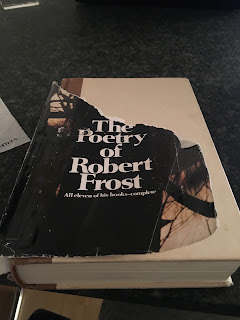 The
Poetry
of
Robert
Frost
All eleven of his books-complete